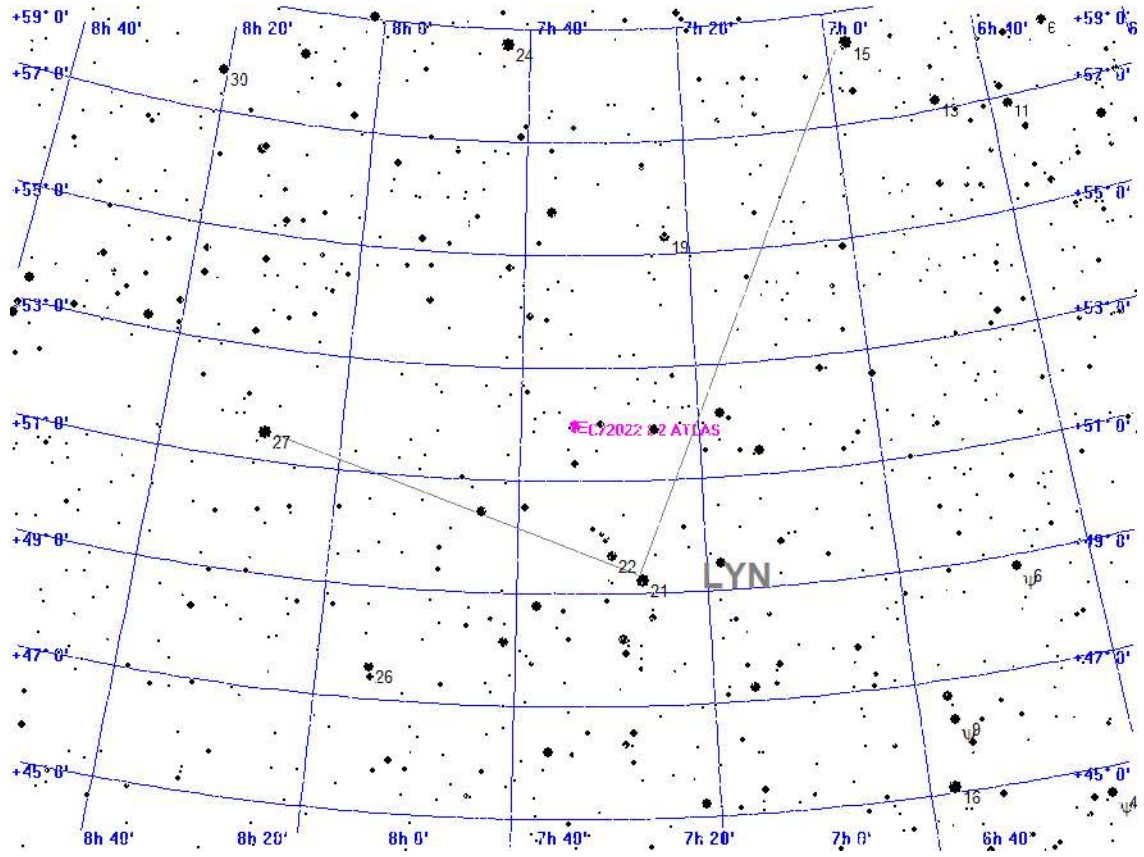 +59° 0'
8h 40'
8h 20'
8h 0'
7h 40'
7h 20'
7h 0'
6h 40'
+59° 0'
ε
6
24
15
+57° 0'
30
+57° 0'
13
11
+55° 0'
+55° 0'
19
+53° 0'
+53° 0'
+51° 0'
27
ATLAS
+51° 0'
+49° 0'
22
21
LYN
+49° 0'
ψ6
+47° 0'
26
+47° 0'
ψ9
+45° 0'
+45° 0'
16
ψ4
8h 40'
8h 20'
8h 0'
7h 40'
7h 20'
7h 0'
6h 40'